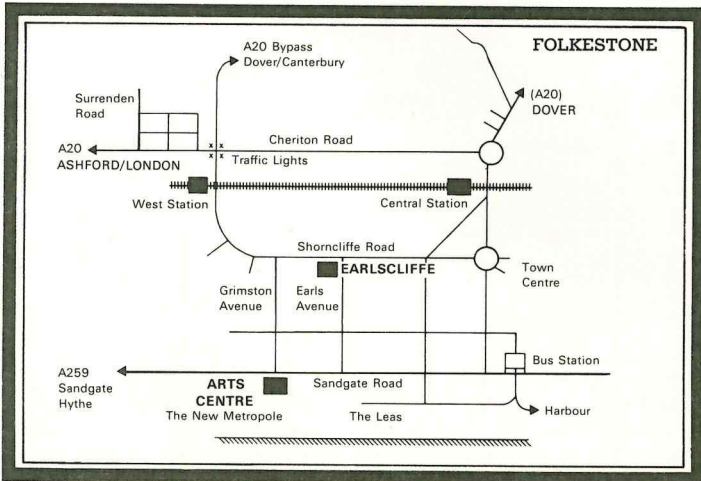 FOLKESTONE
A20 Bypass
Dover/Canterbury
(A20)
DOVER
Surrenden
Road
Cheriton Road
A20
ASHFORD/LONDON
Traffic Lights
West Station
Central Station
Shorncliffe Road
EARLSCLIFFE
Grimston
Avenue
Earls
Avenue
Town
Centre
Bus Station
A259
Sandgate
Hythe
ARTS
CENTRE
The New Metropole
Sandgate Road
The Leas
Harbour